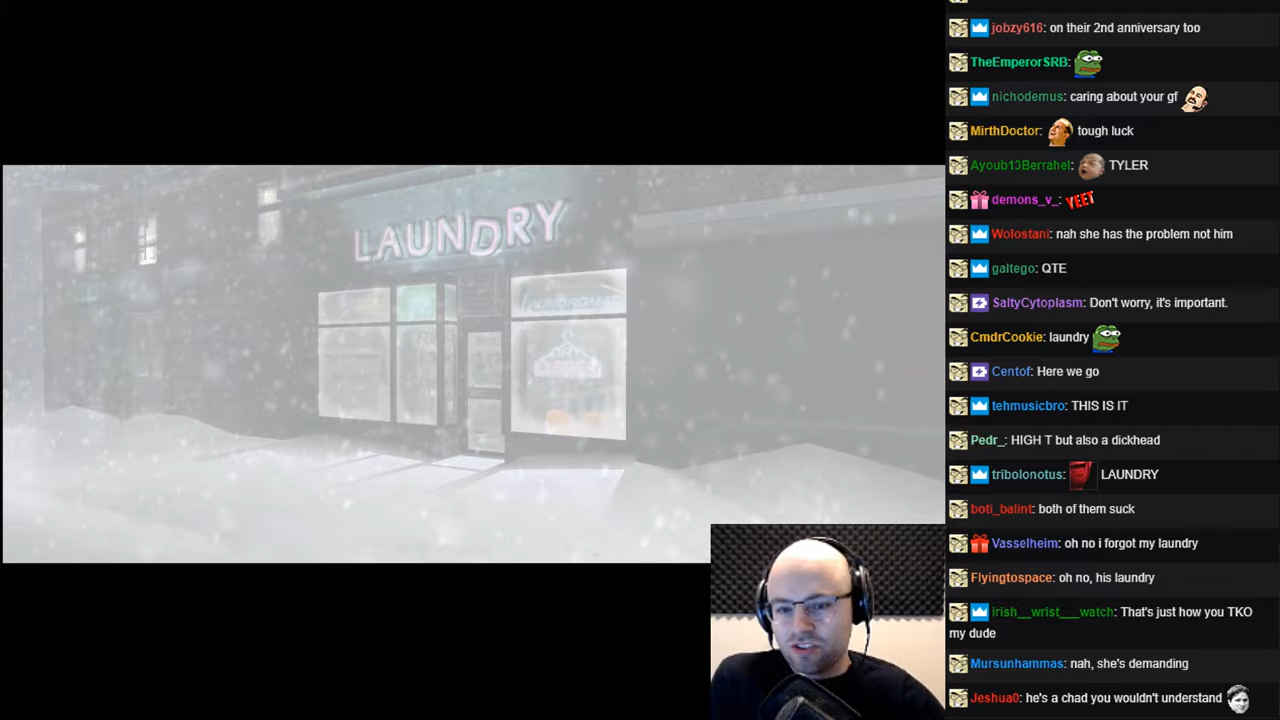 LAUNDRY
LAUNDROMAT
DRY
jobzy616: on their 2nd anniversary too
TheEmperorSRB:
nichodemus: caring about your gf
MirthDoctor: tough luck
Ayoub13Berrahel: TYLER
demons_v_: YEET
Wolostani: nah she has the problem not him
galtego: QTE
SaltyCytoplasm: Don't worry, it's important.
CmdrCookie: laundry
Centof: Here we go
tehmusicbro: THIS IS IT
Pedr_: HIGH T but also a dickhead
tribolonotus: LAUNDRY
boti_balint: both of them suck
Vasselheim: oh no i forgot my laundry
Flyingtospace: oh no, his laundry
irish__wrist___watch: That's just how you TKO
my dude
Mursunhammas: nah, she's demanding
Jeshua0: he's a chad you wouldn't understand